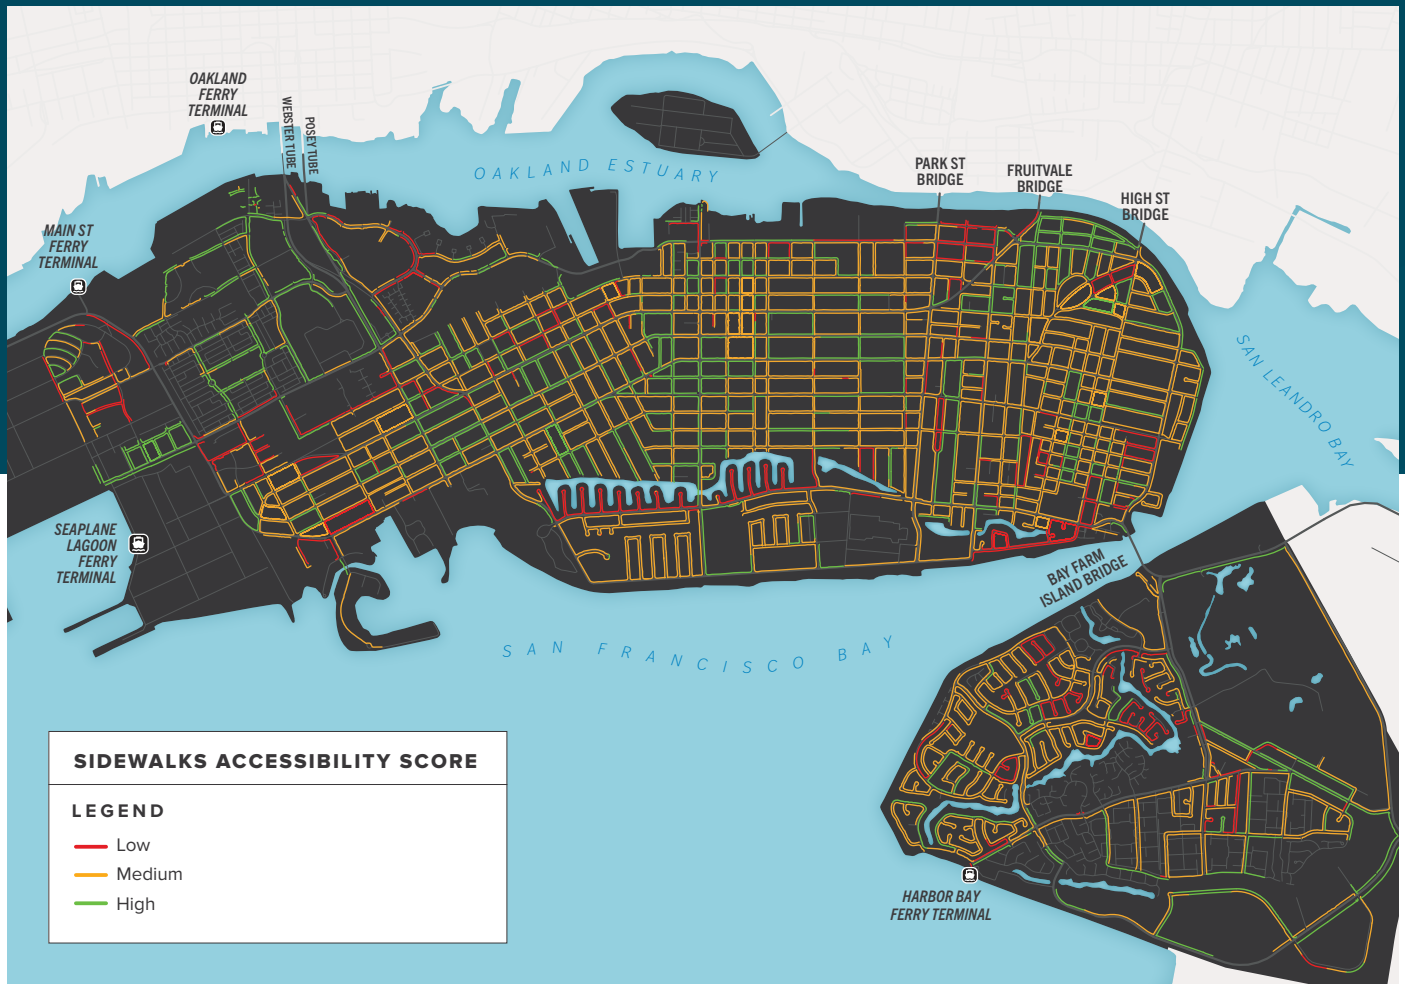 OAKLAND
FERRY
TERMINAL
WEBSTER TUBE
POSEY TUBE
OAKLAND ESTUARY
PARK ST
BRIDGE
FRUITVALE
BRIDGE
HIGH ST
BRIDGE
MAIN ST
FERRY
TERMINAL
SAN LEANDRO BAY
SEAPLANE
LAGOON
FERRY
TERMINAL
BAY FARM
ISLAND BRIDGE
SAN FRANCISCO BAY
HARBOR BAY
FERRY TERMINAL
SIDEWALKS ACCESSIBILITY SCORE
LEGEND
Low
Medium
High